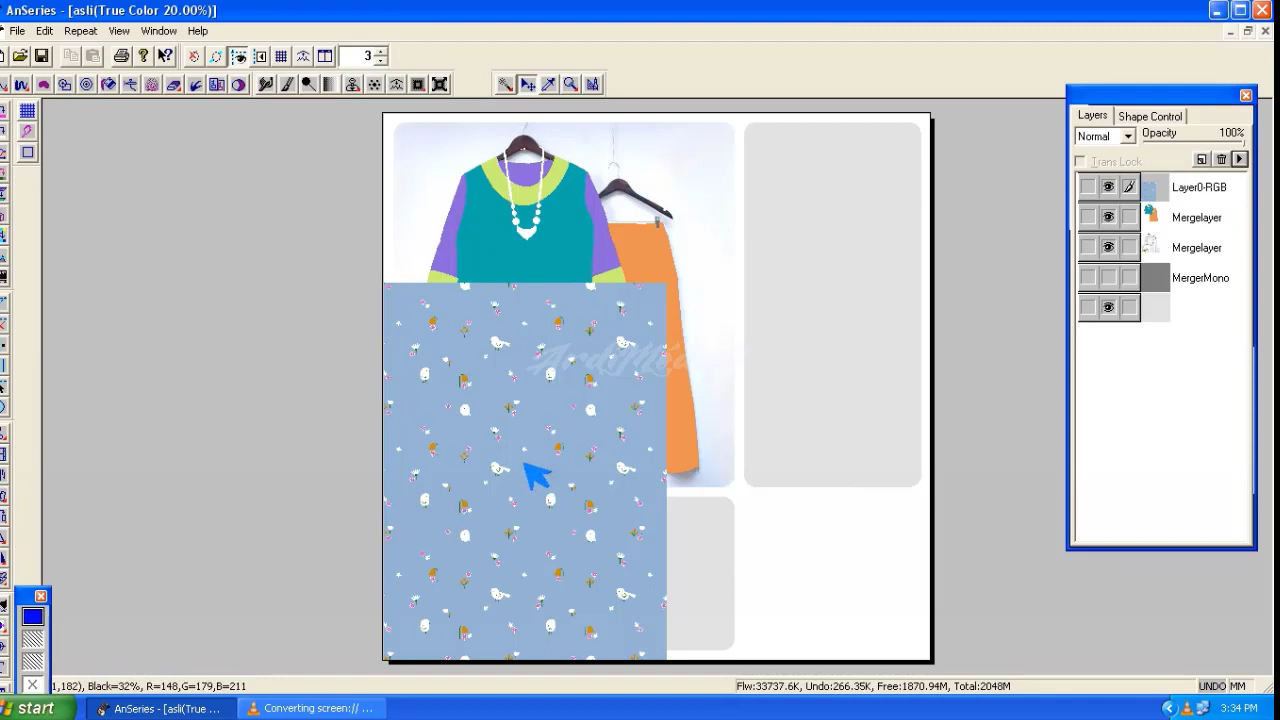 AnSeries - [asli(True Color 20.00%)]
File Edit Repeat View Window Help
3
Layers Shape Control
Normal Opacity 100%
Trans Lock
Layer0-RGB
Mergelayer
Mergelayer
MergerMono
1,182), Black=32%, R=148,G=179,B=211
Flw:33737.6K, Undo:266.35K, Free:1870.94M, Total:2048M
UNDO MM
start
AnSeries - [asli(True ...
Converting screen:// ...
3:34 PM